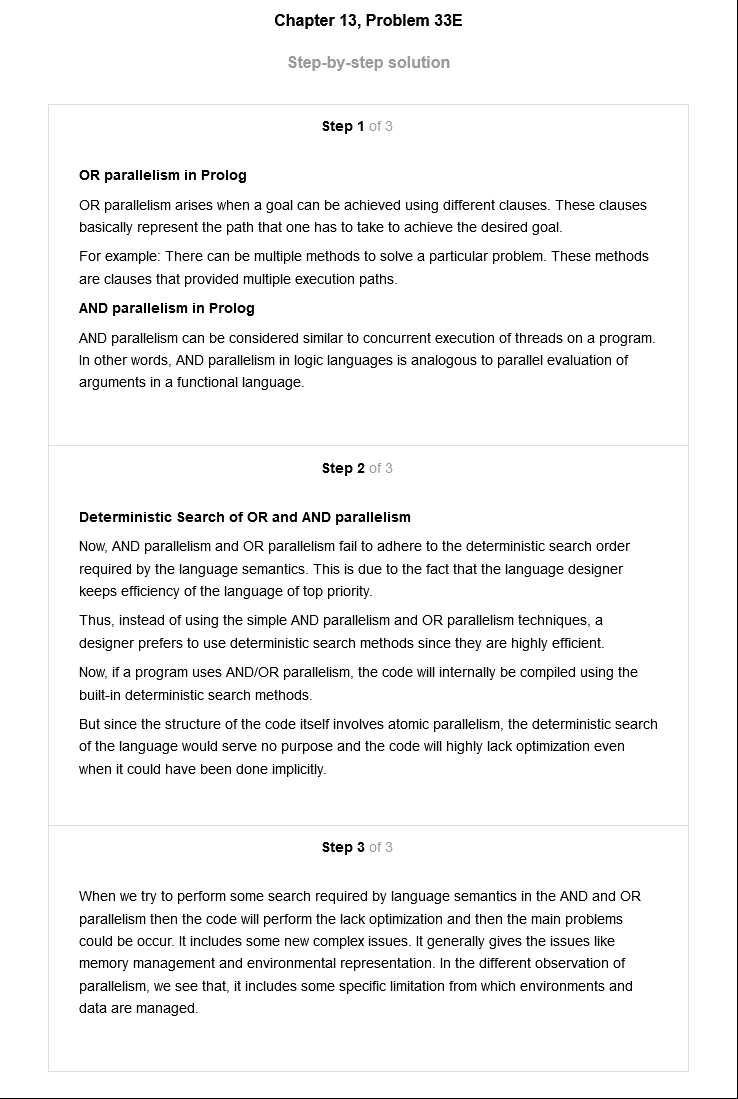 Chapter 13, Problem 33E
Step-by-step solution
Step 1 of 3
OR parallelism in Prolog
OR parallelism arises when a goal can be achieved using different clauses. These clauses
basically represent the path that one has to take to achieve the desired goal.
For example: There can be multiple methods to solve a particular problem. These methods
are clauses that provided multiple execution paths.
AND parallelism in Prolog
AND parallelism can be considered similar to concurrent execution of threads on a program.
In other words, AND parallelism in logic languages is analogous to parallel evaluation of
arguments in a functional language.
Step 2 of 3
Deterministic Search of OR and AND parallelism
Now, AND parallelism and OR parallelism fail to adhere to the deterministic search order
required by the language semantics. This is due to the fact that the language designer
keeps efficiency of the language of top priority.
Thus, instead of using the simple AND parallelism and OR parallelism techniques, a
designer prefers to use deterministic search methods since they are highly efficient.
Now, if a program uses AND/OR parallelism, the code will internally be compiled using the
built-in deterministic search methods.
But since the structure of the code itself involves atomic parallelism, the deterministic search
of the language would serve no purpose and the code will highly lack optimization even
when it could have been done implicitly.
Step 3 of 3
When we try to perform some search required by language semantics in the AND and OR
parallelism then the code will perform the lack optimization and then the main problems
could be occur. It includes some new complex issues. It generally gives the issues like
memory management and environmental representation. In the different observation of
parallelism, we see that, it includes some specific limitation from which environments and
data are managed.